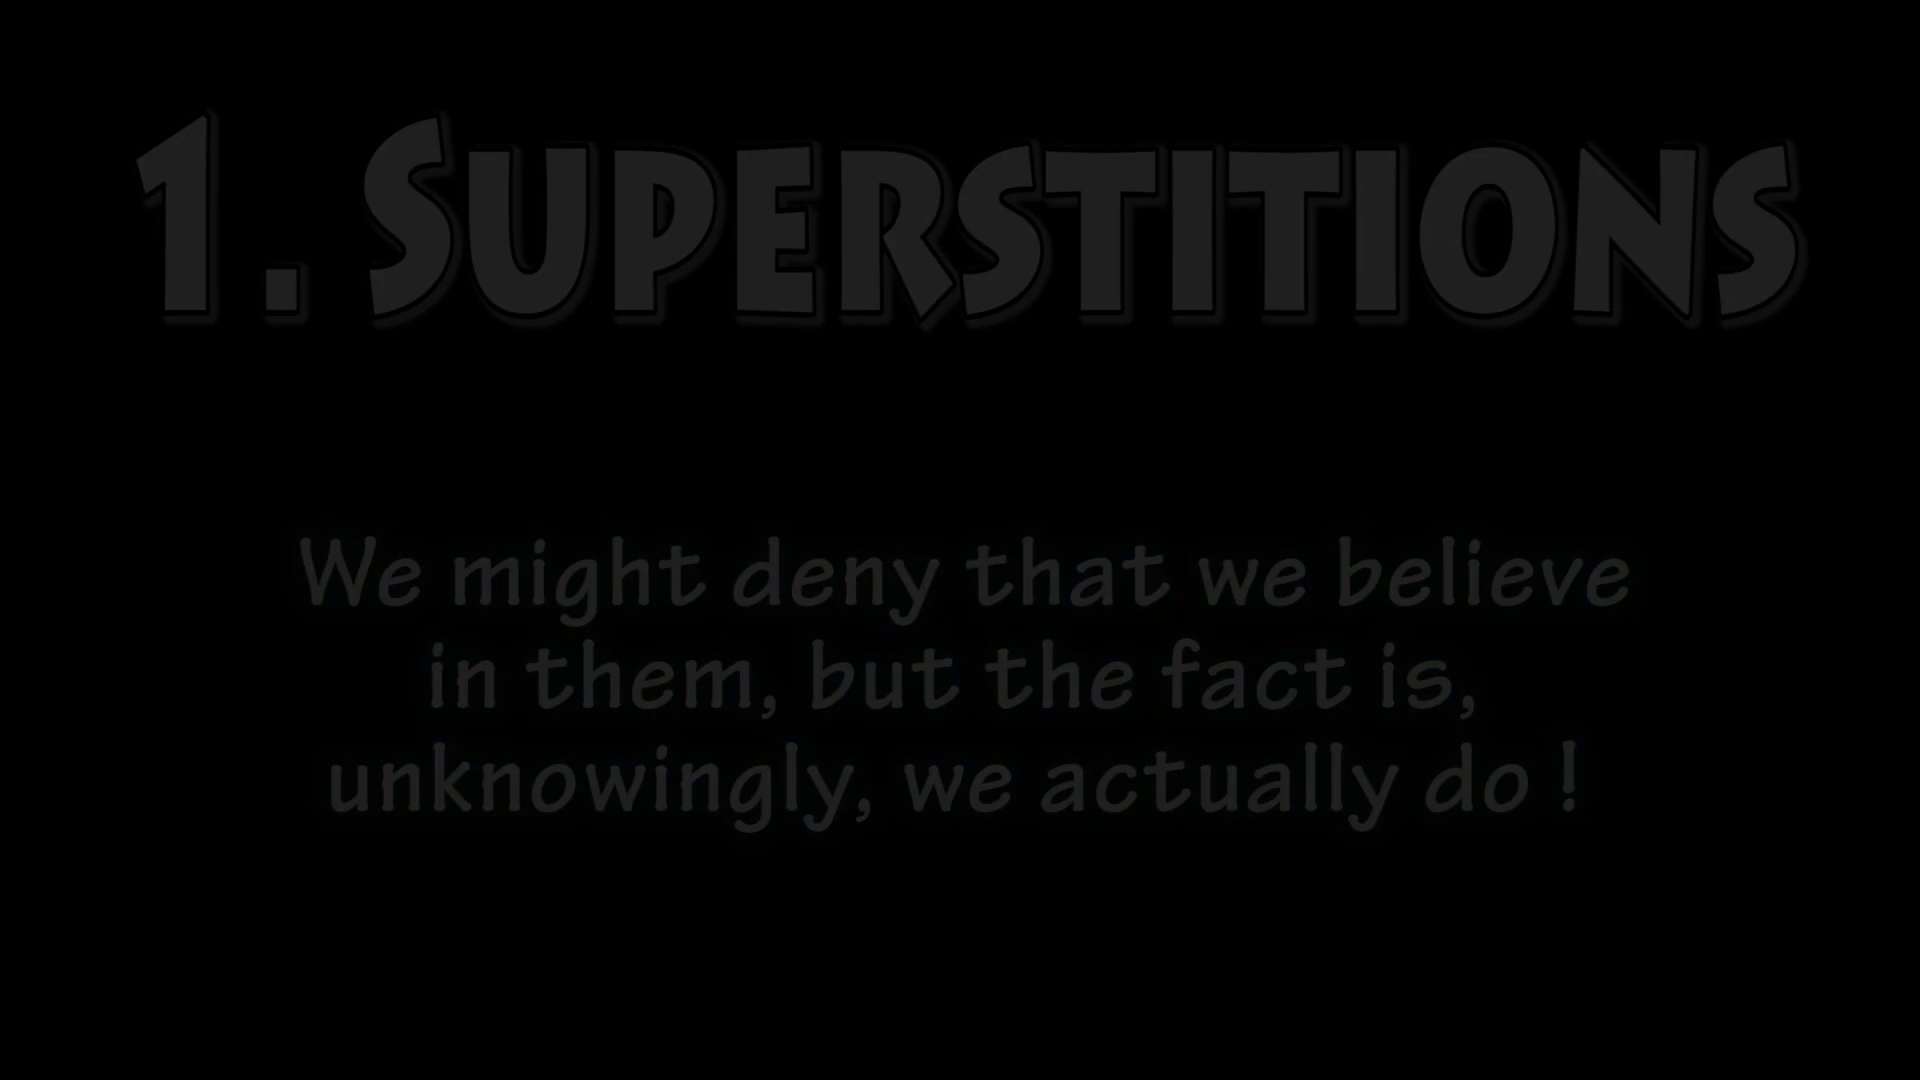 1. SUPERSTITIONS
We might deny that we believe
in them, but the fact is,
unknowingly, we actually do !